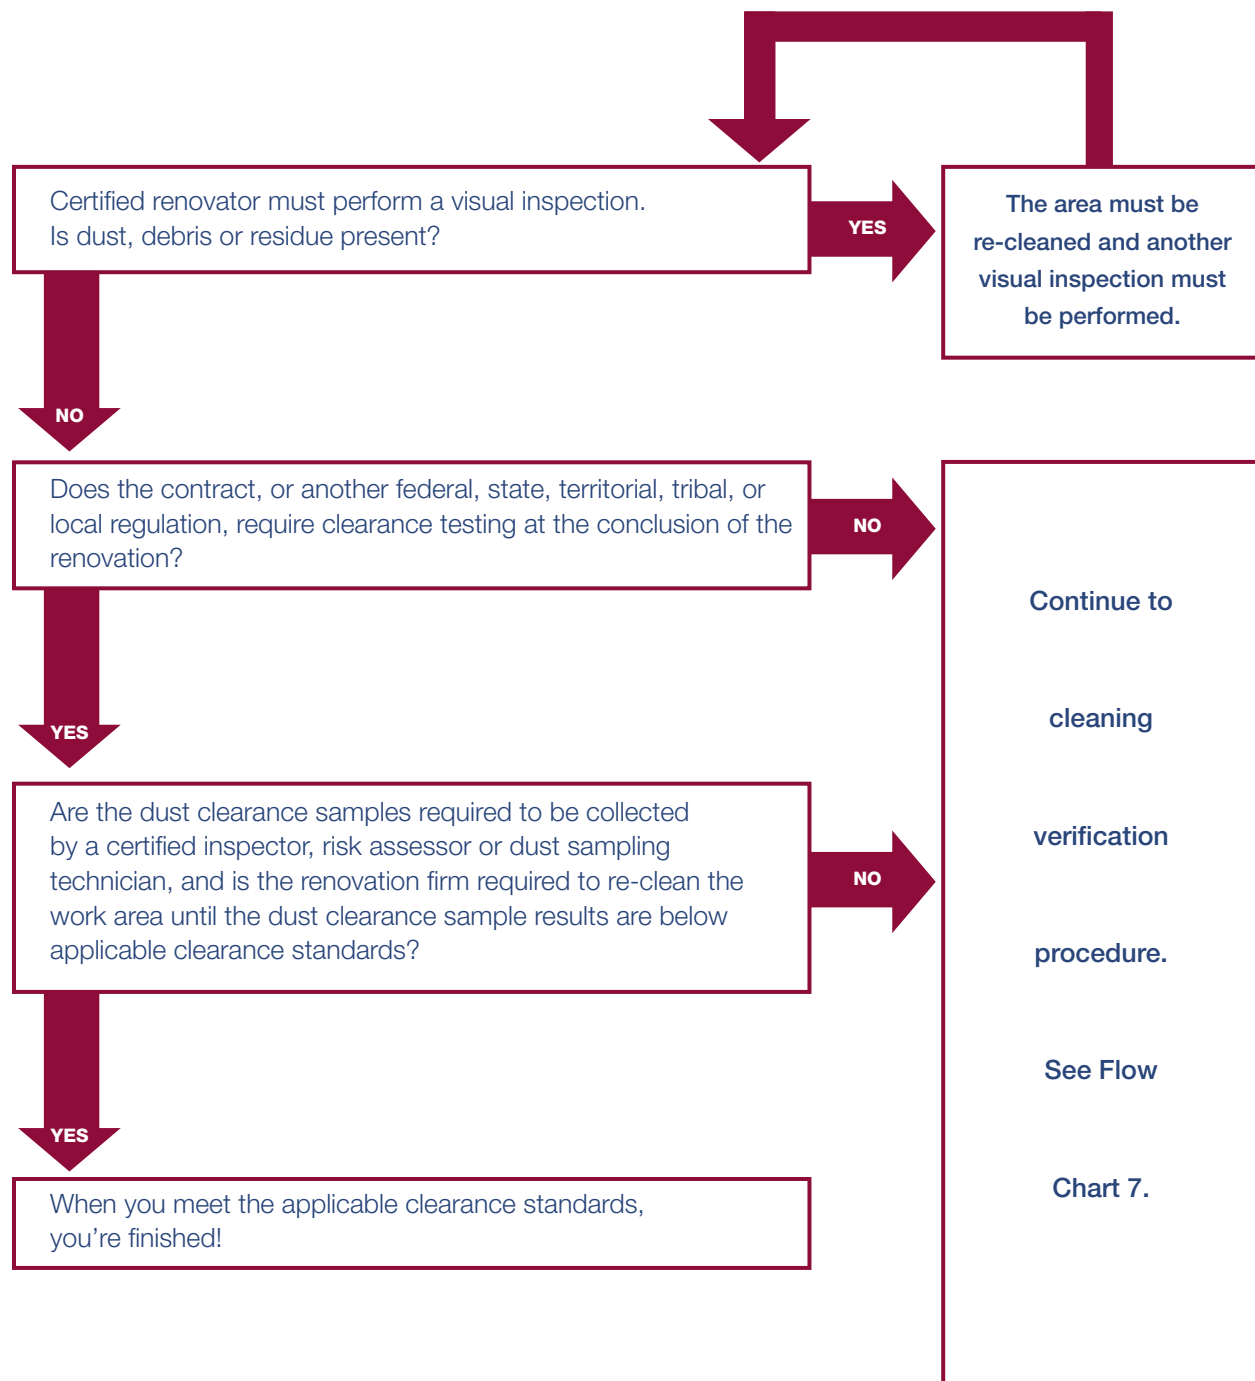 Certified renovator must perform a visual inspection.
Is dust, debris or residue present?
YES
The area must be
re-cleaned and another
visual inspection must
be performed.
NO
Does the contract, or another federal, state, territorial, tribal, or
local regulation, require clearance testing at the conclusion of the
renovation?
NO
YES
Are the dust clearance samples required to be collected
by a certified inspector, risk assessor or dust sampling
technician, and is the renovation firm required to re-clean the
work area until the dust clearance sample results are below
applicable clearance standards?
NO
YES
When you meet the applicable clearance standards,
you’re finished!
Continue to
cleaning
verification
procedure.
See Flow
Chart 7.